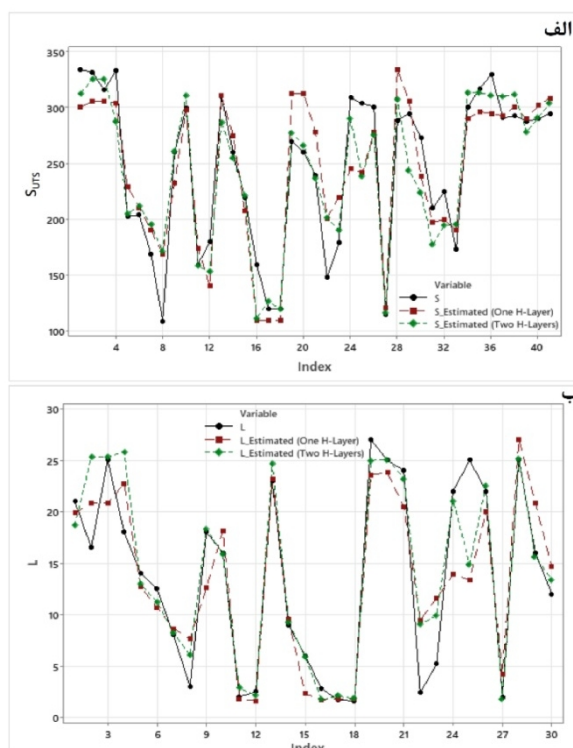 الف
350
300
250
200
150
100
S_UTS
Variable
S
S_Estimated (One H-Layer)
S_Estimated (Two H-Layers)
4 8 12 16 20 24 28 32 36 40
Index
ب
30
25
20
15
10
5
0
L
Variable
L
L_Estimated (One H-Layer)
L_Estimated (Two H-Layers)
3 6 9 12 15 18 21 24 27 30
Index